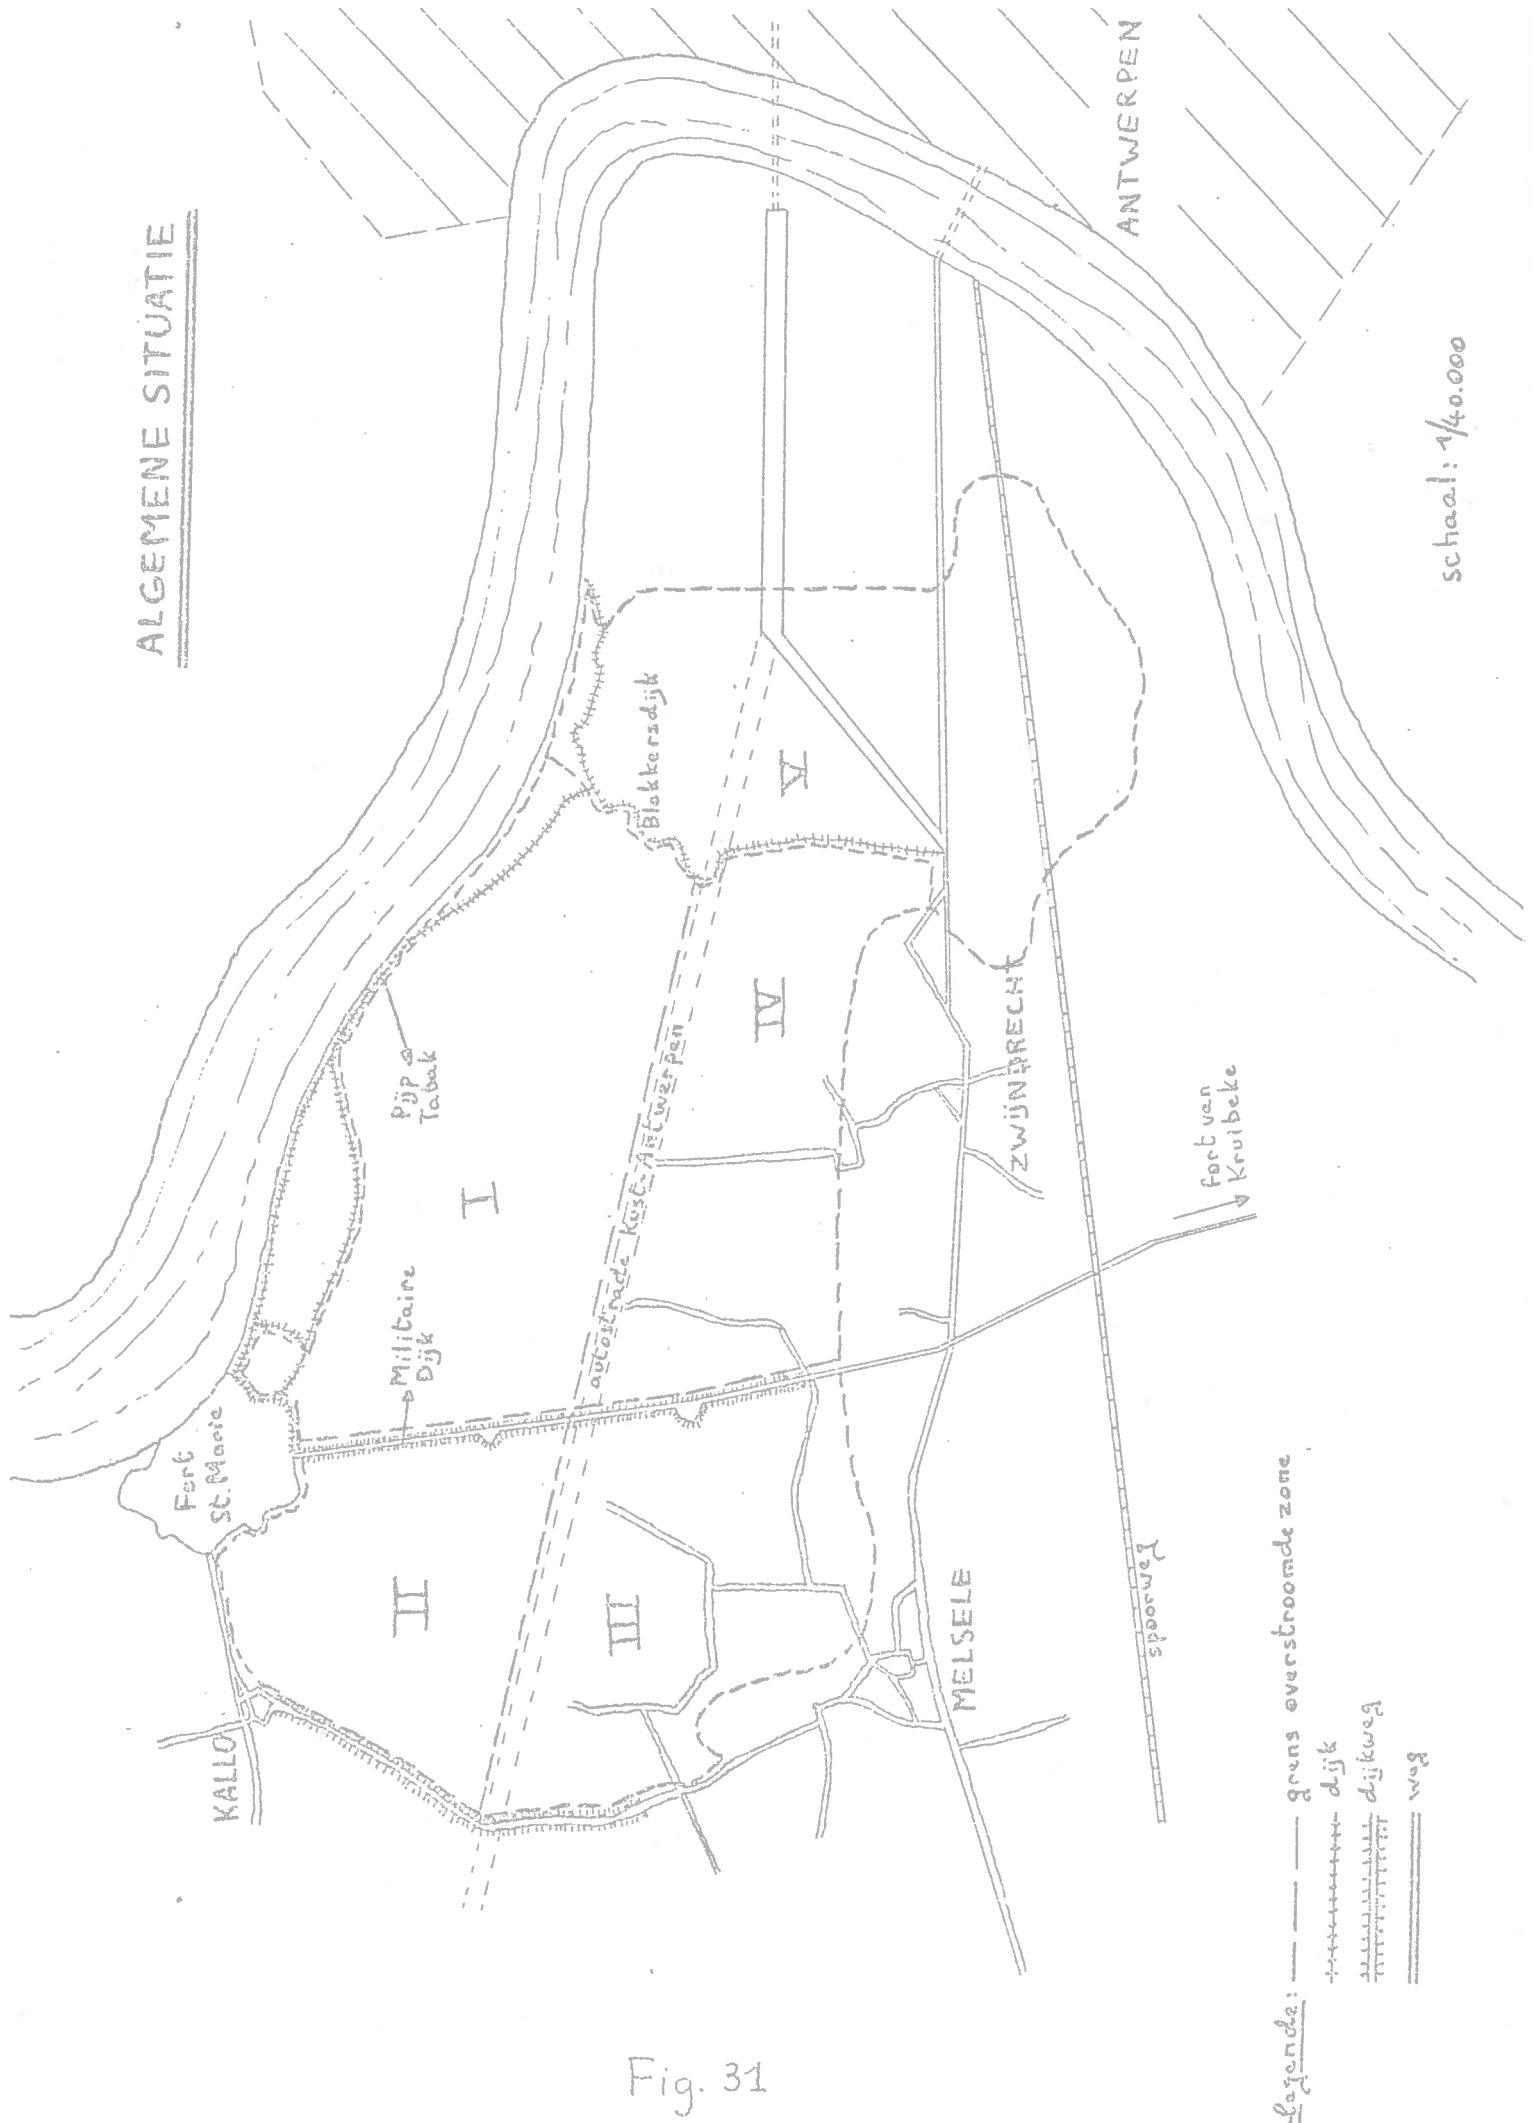 ALGEMENE SITUATIE
ANTWERPEN
schaal: 1/40.000
Blokkersdijk
V
IV
Pijp
Tabak
I
autostrade Kust-Antwerpen
ZWIJNDRECHT
Fort van
Kruibeke
Militaire
Dijk
Fort
St. Marie
II
III
MELSELE
KALLO
spoorweg
legende:
grens overstroomde zone
dijk
dijkweg
weg
Fig. 31